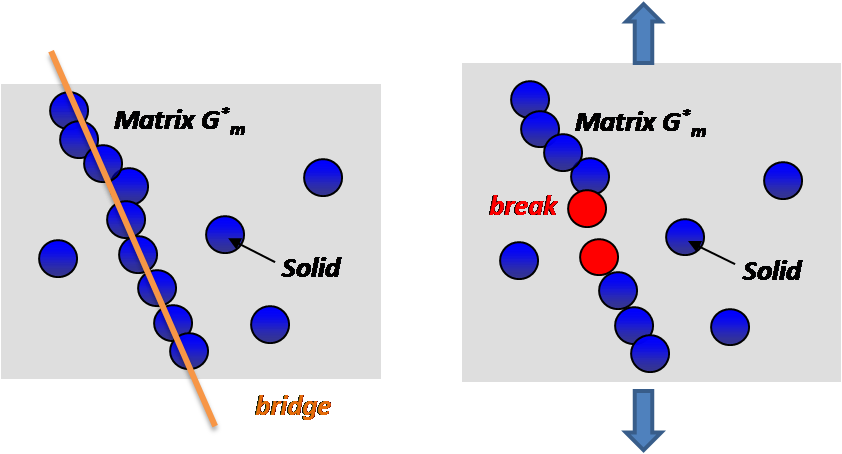 Matrix G*m
Solid
bridge
Matrix G*m
break
Solid